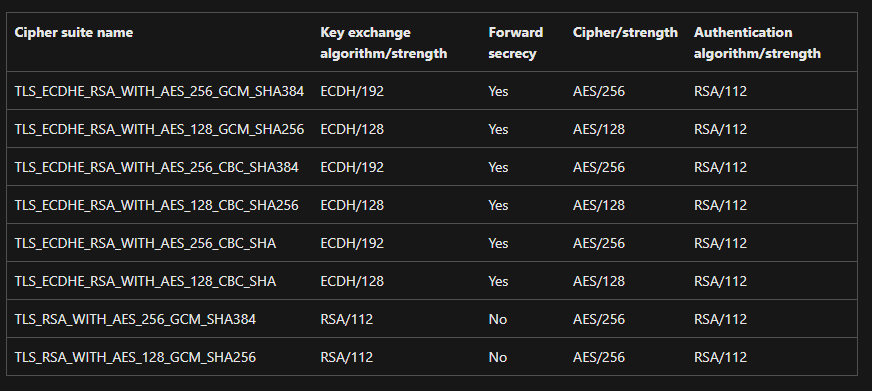 Cipher suite name Key exchange algorithm/strength Forward secrecy Cipher/strength Authentication algorithm/strength
TLS_ECDHE_RSA_WITH_AES_256_GCM_SHA384 ECDH/192 Yes AES/256 RSA/112
TLS_ECDHE_RSA_WITH_AES_128_GCM_SHA256 ECDH/128 Yes AES/128 RSA/112
TLS_ECDHE_RSA_WITH_AES_256_CBC_SHA384 ECDH/192 Yes AES/256 RSA/112
TLS_ECDHE_RSA_WITH_AES_128_CBC_SHA256 ECDH/128 Yes AES/128 RSA/112
TLS_ECDHE_RSA_WITH_AES_256_CBC_SHA ECDH/192 Yes AES/256 RSA/112
TLS_ECDHE_RSA_WITH_AES_128_CBC_SHA ECDH/128 Yes AES/128 RSA/112
TLS_RSA_WITH_AES_256_GCM_SHA384 RSA/112 No AES/256 RSA/112
TLS_RSA_WITH_AES_128_GCM_SHA256 RSA/112 No AES/256 RSA/112